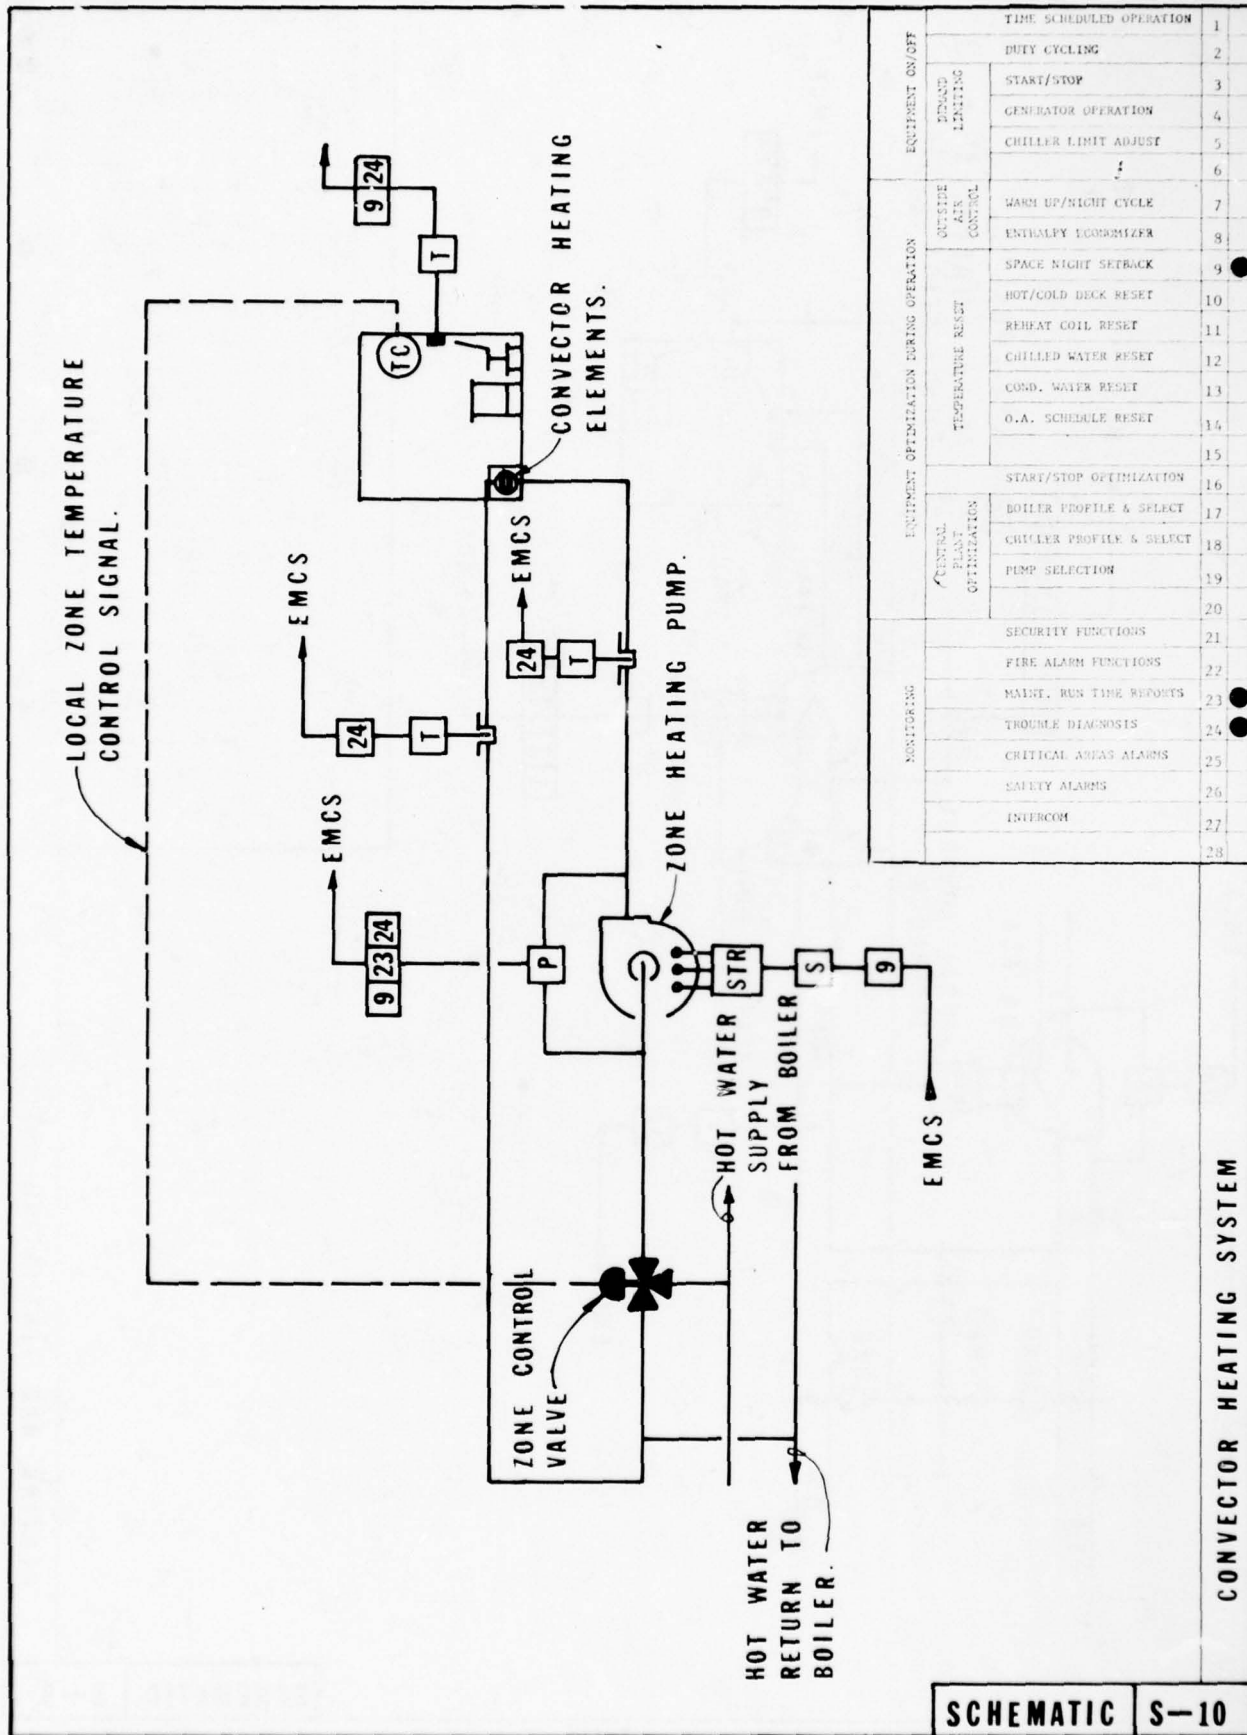 LOCAL ZONE TEMPERATURE
CONTROL SIGNAL.
9 24
T
TC
CONVECTOR HEATING
ELEMENTS.
EMCS
24
T
EMCS
24
T
EMCS
9 23 24
P
ZONE HEATING PUMP.
STR
S
9
EMCS
ZONE CONTROL
VALVE
HOT WATER
SUPPLY
FROM BOILER
HOT WATER
RETURN TO
BOILER.
EQUIPMENT ON/OFF
TIME SCHEDULED OPERATION 1
DUTY CYCLING 2
DEMAND
LIMITING
START/STOP 3
GENERATOR OPERATION 4
CHILLER LIMIT ADJUST 5
6
EQUIPMENT OPTIMIZATION DURING OPERATION
OUTSIDE
AIR
CONTROL
WARM UP/NIGHT CYCLE 7
ENTHALPY ECONOMIZER 8
TEMPERATURE RESET
SPACE NIGHT SETBACK 9
HOT/COLD DECK RESET 10
REHEAT COIL RESET 11
CHILLED WATER RESET 12
COND. WATER RESET 13
O.A. SCHEDULE RESET 14
15
START/STOP OPTIMIZATION 16
CENTRAL
PLANT
OPTIMIZATION
BOILER PROFILE & SELECT 17
CHILLER PROFILE & SELECT 18
PUMP SELECTION 19
20
MONITORING
SECURITY FUNCTIONS 21
FIRE ALARM FUNCTIONS 22
MAINT. RUN TIME REPORTS 23
TROUBLE DIAGNOSIS 24
CRITICAL AREAS ALARMS 25
SAFETY ALARMS 26
INTERCOM 27
28
CONVECTOR HEATING SYSTEM
SCHEMATIC S-10